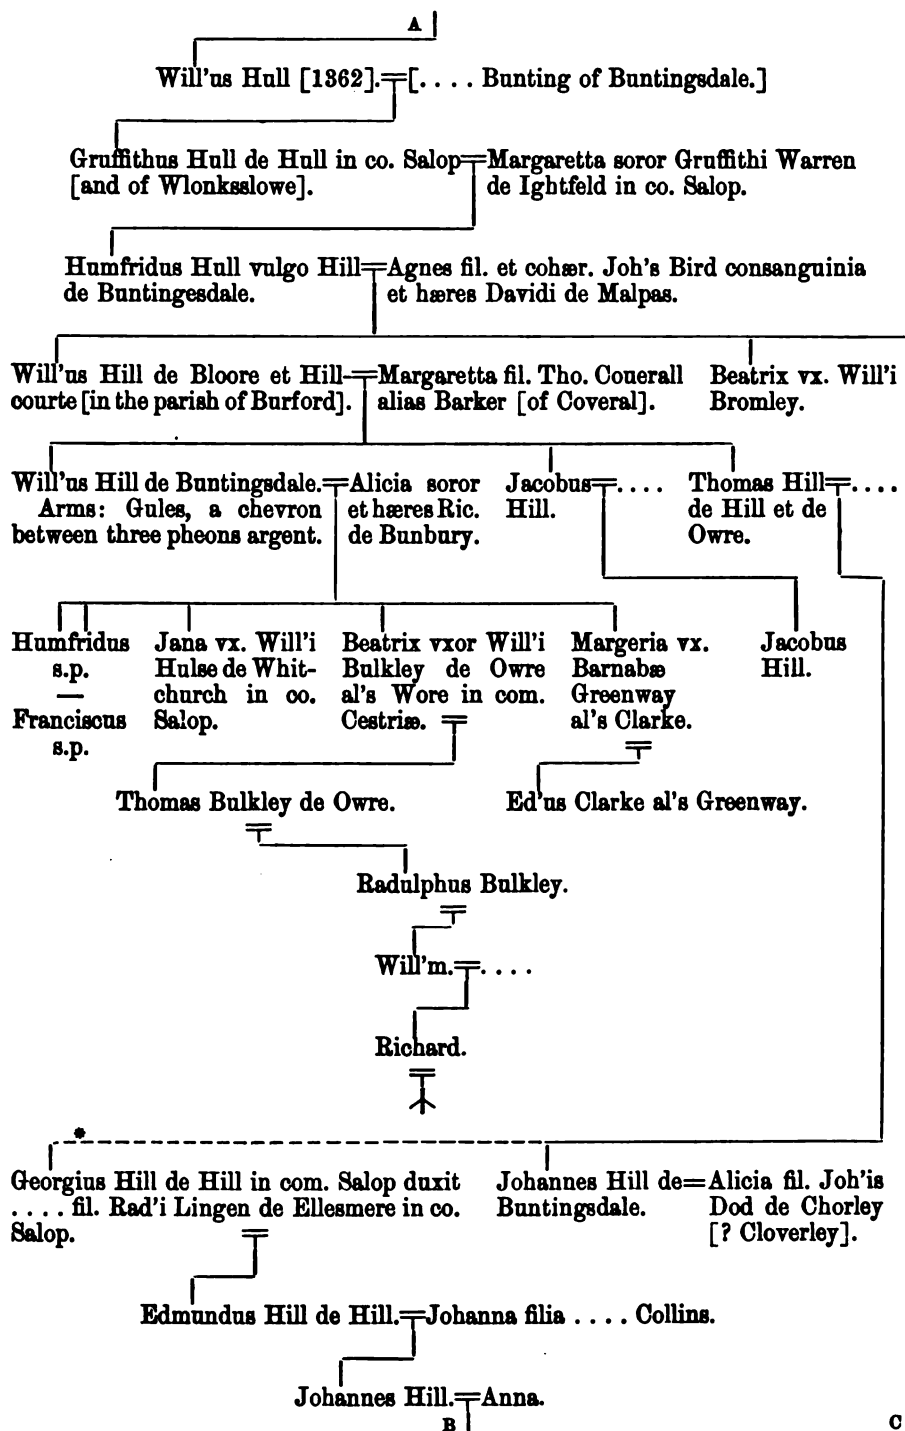 A
Will'us Hull [1362].=[. . . . Bunting of Buntingsdale.]
Gruffithus Hull de Hull in co. Salop=Margaretta soror Gruffithi Warren
[and of Wlonksslowe]. de Ightfeld in co. Salop.
Humfridus Hull vulgo Hill=Agnes fil. et cohær. Joh's Bird consanguinia
de Buntingesdale. et hæres Davidi de Malpas.
Will'us Hill de Bloore et Hill-=Margaretta fil. Tho. Couerall
courte [in the parish of Burford]. alias Barker [of Coveral].
Beatrix vx. Will'i
Bromley.
Will'us Hill de Buntingsdale.=Alicia soror
Arms: Gules, a chevron et hæres Ric.
between three pheons argent. de Bunbury.
Jacobus=. . . .
Hill.
Thomas Hill=. . . .
de Hill et de
Owre.
Humfridus
s.p.
—
Franciscus
s.p.
Jana vx. Will'i
Hulse de Whit-
church in co.
Salop.
Beatrix vxor Will'i
Bulkley de Owre
al's Wore in com.
Cestriæ. =
Margeria vx.
Barnabæ
Greenway
al's Clarke.
=
Jacobus
Hill.
Thomas Bulkley de Owre.
=
Ed'us Clarke al's Greenway.
Radulphus Bulkley.
=
Will'm.=. . . .
Richard.
=
*
Georgius Hill de Hill in com. Salop duxit
. . . . fil. Rad'i Lingen de Ellesmere in co.
Salop. =
Johannes Hill de=Alicia fil. Joh'is
Buntingsdale. Dod de Chorley
[? Cloverley].
Edmundus Hill de Hill.=Johanna filia . . . . Collins.
Johannes Hill.=Anna.
B
C